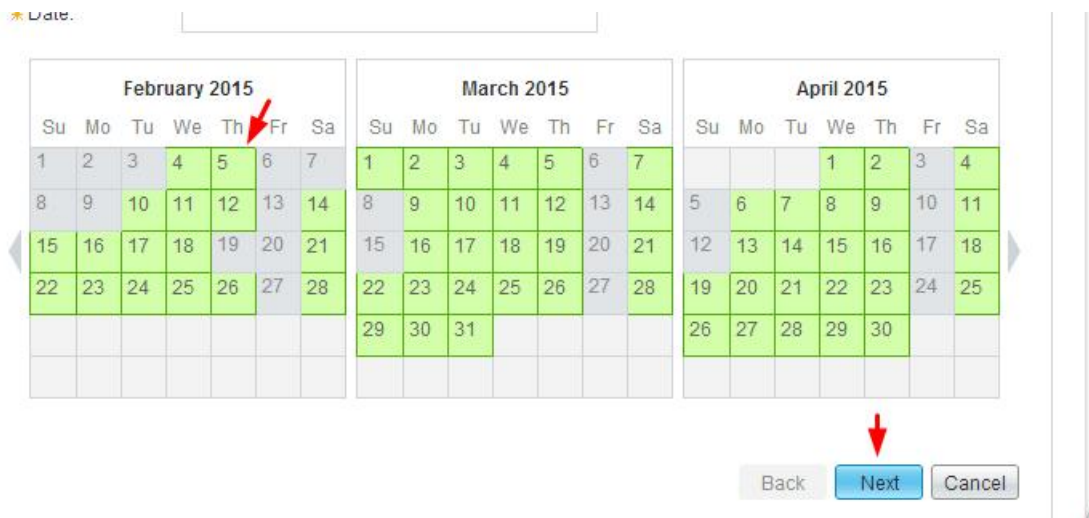 * Date:
February 2015
Su Mo Tu We Th Fr Sa
1 2 3 4 5 6 7
8 9 10 11 12 13 14
15 16 17 18 19 20 21
22 23 24 25 26 27 28
March 2015
Su Mo Tu We Th Fr Sa
1 2 3 4 5 6 7
8 9 10 11 12 13 14
15 16 17 18 19 20 21
22 23 24 25 26 27 28
29 30 31
April 2015
Su Mo Tu We Th Fr Sa
1 2 3 4
5 6 7 8 9 10 11
12 13 14 15 16 17 18
19 20 21 22 23 24 25
26 27 28 29 30
Back Next Cancel